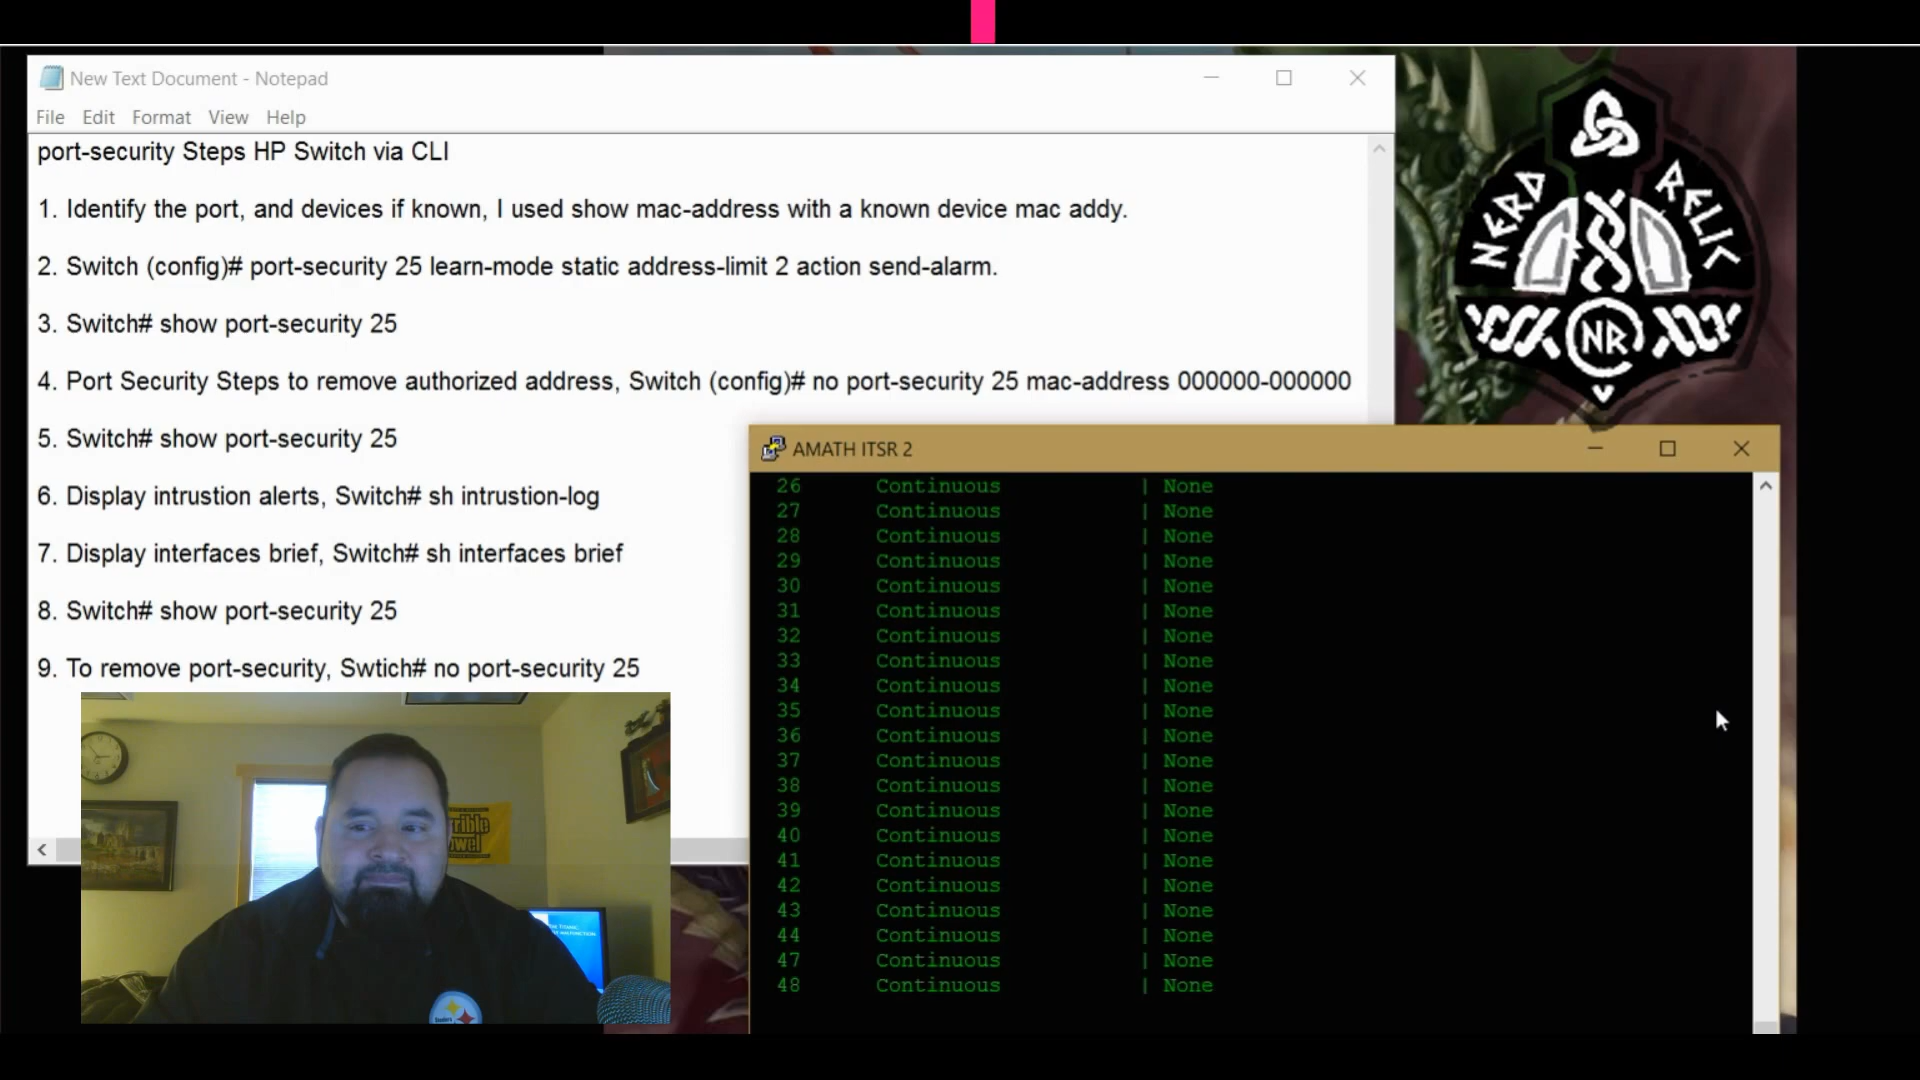 New Text Document - Notepad
File Edit Format View Help
port-security Steps HP Switch via CLI
1. Identify the port, and devices if known, I used show mac-address with a known device mac addy.
2. Switch (config)# port-security 25 learn-mode static address-limit 2 action send-alarm.
3. Switch# show port-security 25
4. Port Security Steps to remove authorized address, Switch (config)# no port-security 25 mac-address 000000-000000
5. Switch# show port-security 25
6. Display intrustion alerts, Switch# sh intrustion-log
7. Display interfaces brief, Switch# sh interfaces brief
8. Switch# show port-security 25
9. To remove port-security, Swtich# no port-security 25
NERD RELIC
NR
AMATH ITSR 2
26 Continuous | None
27 Continuous | None
28 Continuous | None
29 Continuous | None
30 Continuous | None
31 Continuous | None
32 Continuous | None
33 Continuous | None
34 Continuous | None
35 Continuous | None
36 Continuous | None
37 Continuous | None
38 Continuous | None
39 Continuous | None
40 Continuous | None
41 Continuous | None
42 Continuous | None
43 Continuous | None
44 Continuous | None
47 Continuous | None
48 Continuous | None
Steelers